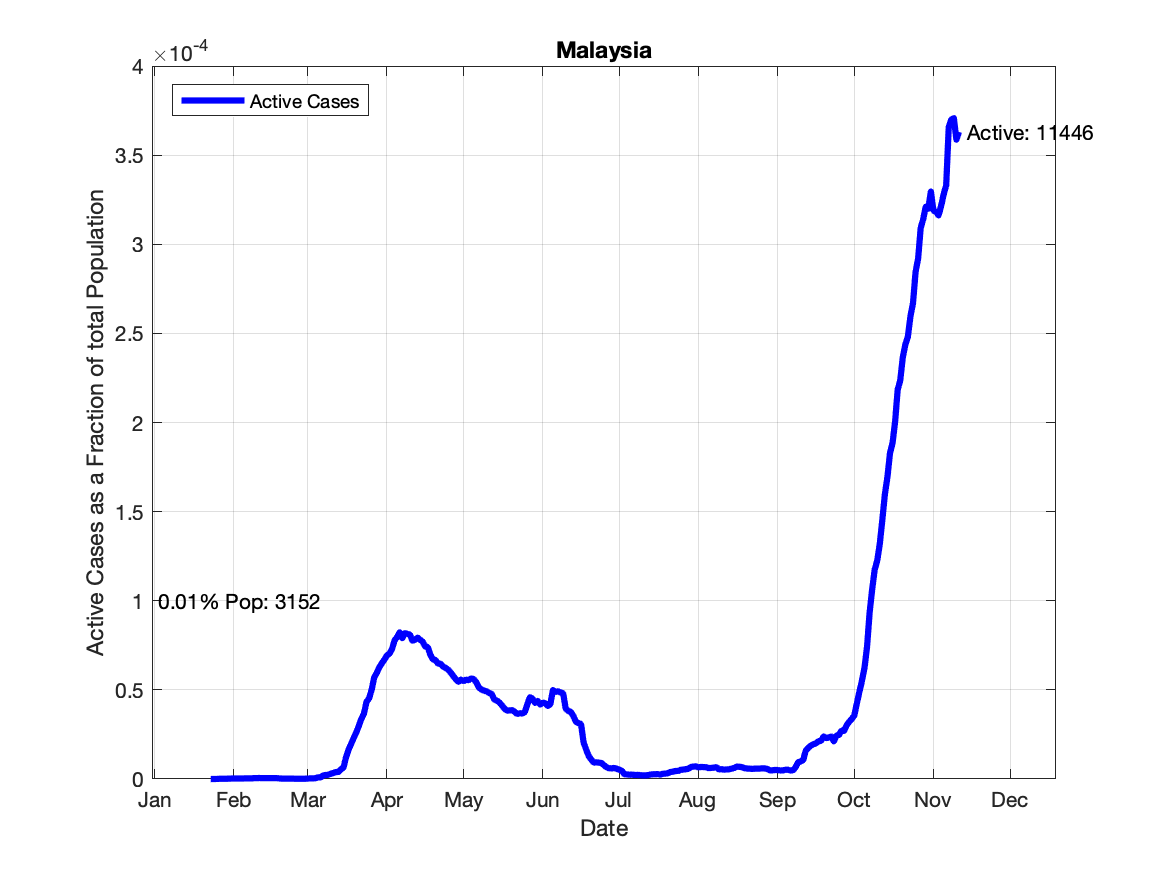 Malaysia
×10-4
Active Cases
Active: 11446
0.01% Pop: 3152
4
3.5
3
2.5
2
1.5
1
0.5
0
Active Cases as a Fraction of total Population
Jan Feb Mar Apr May Jun Jul Aug Sep Oct Nov Dec
Date